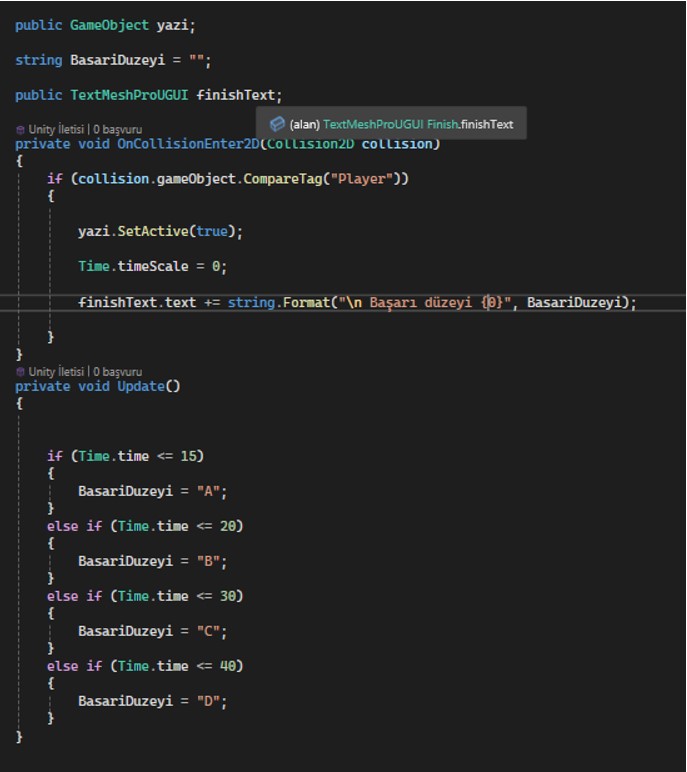 public GameObject yazi;
string BasariDuzeyi = "";
public TextMeshProUGUI finishText;
(alan) TextMeshProUGUI Finish.finishText
Unity İletisi | 0 başvuru
private void OnCollisionEnter2D(Collision2D collision)
{
if (collision.gameObject.CompareTag("Player"))
{
yazi.SetActive(true);
Time.timeScale = 0;
finishText.text += string.Format("\n Başarı düzeyi {0}", BasariDuzeyi);
}
}
Unity İletisi | 0 başvuru
private void Update()
{
if (Time.time <= 15)
{
BasariDuzeyi = "A";
}
else if (Time.time <= 20)
{
BasariDuzeyi = "B";
}
else if (Time.time <= 30)
{
BasariDuzeyi = "C";
}
else if (Time.time <= 40)
{
BasariDuzeyi = "D";
}
}